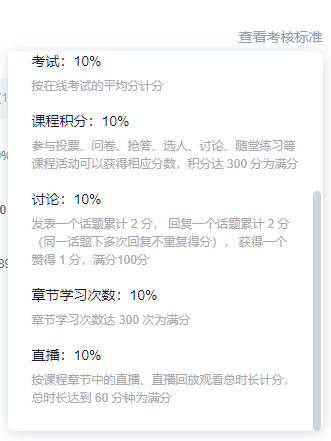 查看考核标准
考试：10%
按在线考试的平均分计分
课程积分：10%
参与投票、问卷、抢答、选人、讨论、随堂练习等
课程活动可以获得相应分数，积分达 300 分为满分
讨论：10%
发表一个话题累计 2 分， 回复一个话题累计 2 分
（同一话题下多次回复不重复得分）， 获得一个
赞得 1 分，满分100分
章节学习次数：10%
章节学习次数达 300 次为满分
直播：10%
按课程章节中的直播、直播回放观看总时长计分，
总时长达到 60 分钟为满分